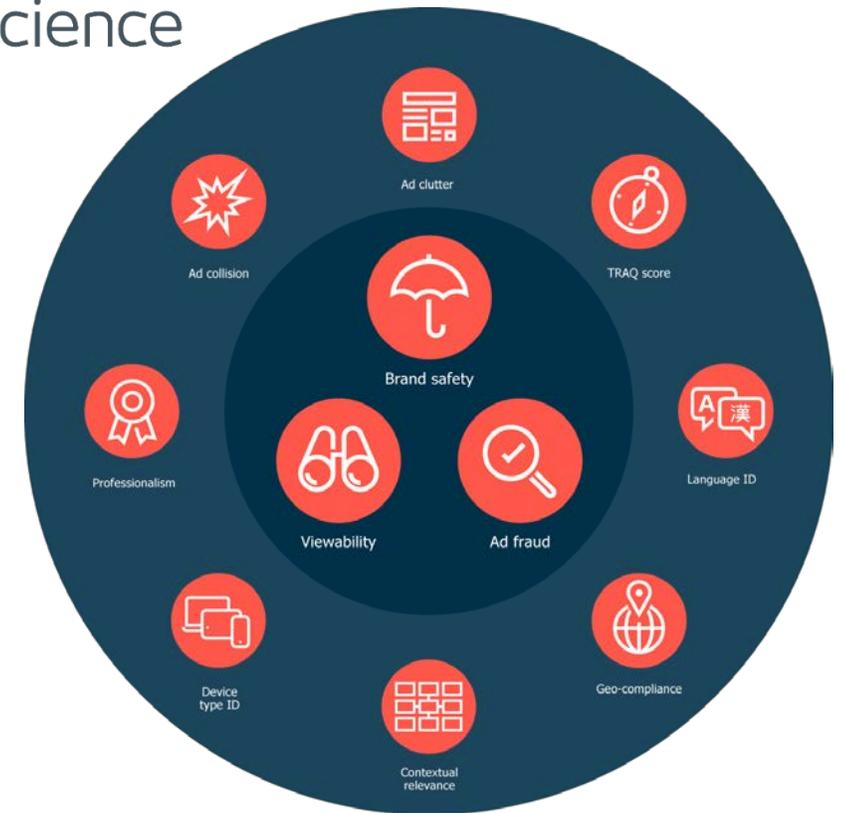 cience
Ad clutter
Ad collision
TRAQ score
Brand safety
Professionalism
A 漢
Language ID
Viewability
Ad fraud
Device
type ID
Geo-compliance
Contextual
relevance